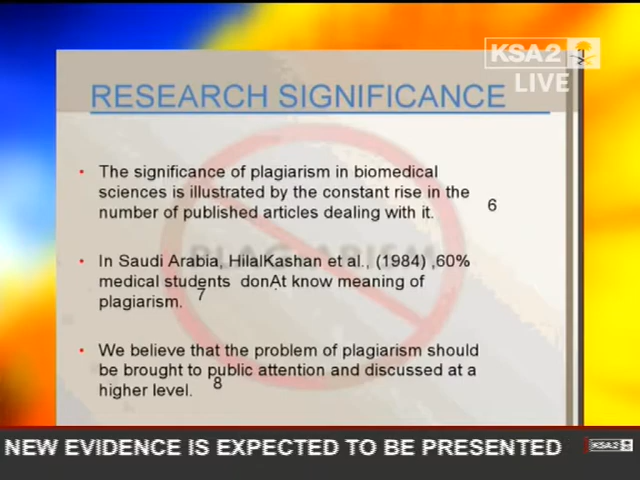 KSA2
LIVE
RESEARCH SIGNIFICANCE
• The significance of plagiarism in biomedical
sciences is illustrated by the constant rise in the
number of published articles dealing with it. 6
• In Saudi Arabia, HilalKashan et al., (1984) ,60%
medical students donAt know meaning of
plagiarism. 7
• We believe that the problem of plagiarism should
be brought to public attention and discussed at a
higher level. 8
PLAGIARISM
NEW EVIDENCE IS EXPECTED TO BE PRESENTED
KSA2